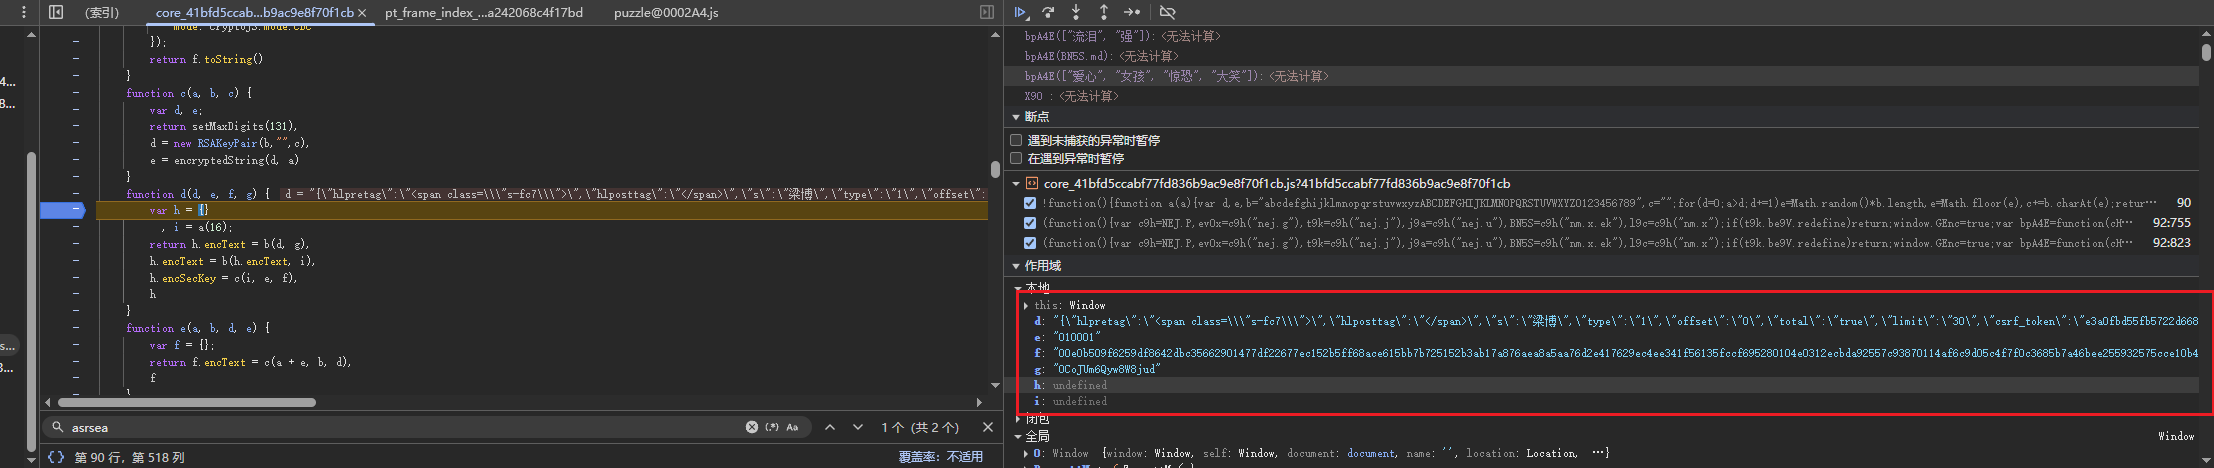 (索引)
core_41bfd5ccab...b9ac9e8f70f1cb ×
pt_frame_index_...a242068c4f17bd
puzzle@0002A4.js
mode: CryptoJS.mode.CBC
});
return f.toString()
}
function c(a, b, c) {
var d, e;
return setMaxDigits(131),
d = new RSAKeyPair(b,"",c),
e = encryptedString(d, a)
}
function d(d, e, f, g) { d = "{\"hlpretag\":\"<span class=\\\"s-fc7\\\">\",\"hlposttag\":\"</span>\",\"s\":\"梁博\",\"type\":\"1\",\"offset\":
var h = {}
, i = a(16);
return h.encText = b(d, g),
h.encText = b(h.encText, i),
h.encSecKey = c(i, e, f),
h
}
function e(a, b, d, e) {
var f = {};
return f.encText = c(a + e, b, d),
f
asrsea
(.*)
Aa
1 个 (共 2 个)
{} 第 90 行，第 518 列
覆盖率：不适用
4...
8...
s...
3...
bpA4E(["流泪", "强"]): <无法计算>
bpA4E(BN5S.md): <无法计算>
bpA4E(["爱心", "女孩", "惊恐", "大笑"]): <无法计算>
X90 : <无法计算>
断点
遇到未捕获的异常时暂停
在遇到异常时暂停
core_41bfd5ccabf77fd836b9ac9e8f70f1cb.js?41bfd5ccabf77fd836b9ac9e8f70f1cb
!function(){function a(a){var d,e,b="abcdefghijklmnopqrstuvwxyzABCDEFGHIJKLMNOPQRSTUVWXYZ0123456789",c="";for(d=0;a>d;d+=1)e=Math.random()*b.length,e=Math.floor(e),c+=b.charAt(e);retur… 90
(function(){var c9h=NEJ.P,ev0x=c9h("nej.g"),t9k=c9h("nej.j"),j9a=c9h("nej.u"),BN5S=c9h("nm.x.ek"),l9c=c9h("nm.x");if(t9k.be9V.redefine)return;window.GEnc=true;var bpA4E=function(cH… 92:755
(function(){var c9h=NEJ.P,ev0x=c9h("nej.g"),t9k=c9h("nej.j"),j9a=c9h("nej.u"),BN5S=c9h("nm.x.ek"),l9c=c9h("nm.x");if(t9k.be9V.redefine)return;window.GEnc=true;var bpA4E=function(cH… 92:823
作用域
本地
this: Window
d: "{\"hlpretag\":\"<span class=\\\"s-fc7\\\">\",\"hlposttag\":\"</span>\",\"s\":\"梁博\",\"type\":\"1\",\"offset\":\"0\",\"total\":\"true\",\"limit\":\"30\",\"csrf_token\":\"e3a0fbd55fb5722d668
e: "010001"
f: "00e0b509f6259df8642dbc35662901477df22677ec152b5ff68ace615bb7b725152b3ab17a876aea8a5aa76d2e417629ec4ee341f56135fccf695280104e0312ecbda92557c93870114af6c9d05c4f7f0c3685b7a46bee255932575cce10b4
g: "0CoJUm6Qyw8W8jud"
h: undefined
i: undefined
闭包
全局 Window
0: Window {window: Window, self: Window, document: document, name: '', location: Location, …}